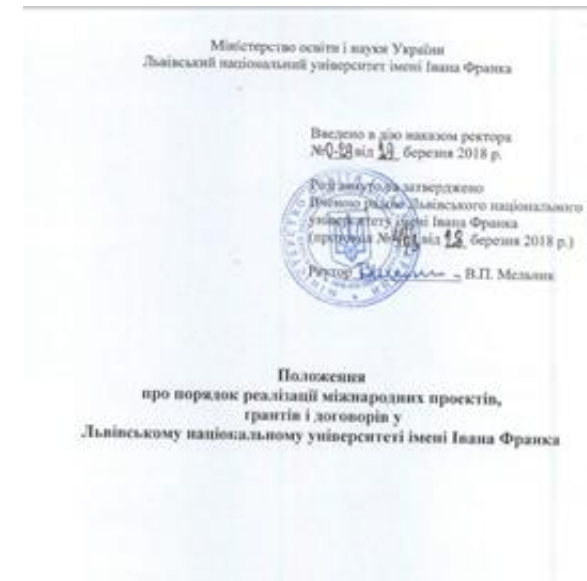 Міністерство освіти і науки України
Львівський національний університет імені Івана Франка
Введено в дію наказом ректора
від березня 2018 р.
Розглянуто та затверджено
Вченою радою Львівського національного
університету імені Івана Франка
(протокол № від березня 2018 р.)
Ректор В.П. Мельник
Положення
про порядок реалізації міжнародних проектів,
грантів і договорів у
Львівському національному університеті імені Івана Франка